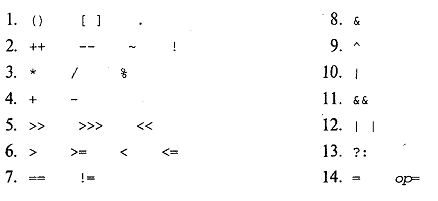 1. () [ ] .
2. ++ -- ~ !
3. * / %
4. + -
5. >> >>> <<
6. > >= < <=
7. == !=
8. &
9. ^
10. |
11. &&
12. | |
13. ?:
14. = op=